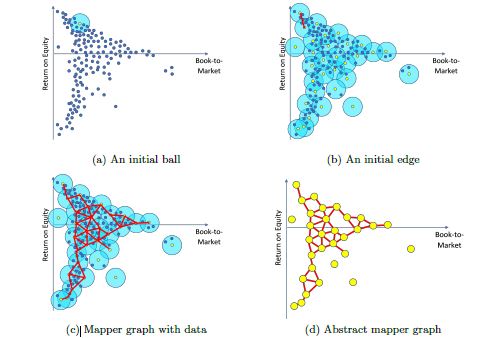 Return on Equity
Book-to-
Market
(a) An initial ball
Return on Equity
Book-to-
Market
(b) An initial edge
Return on Equity
Book-to-
Market
(c) Mapper graph with data
Return on Equity
Book-to-
Market
(d) Abstract mapper graph